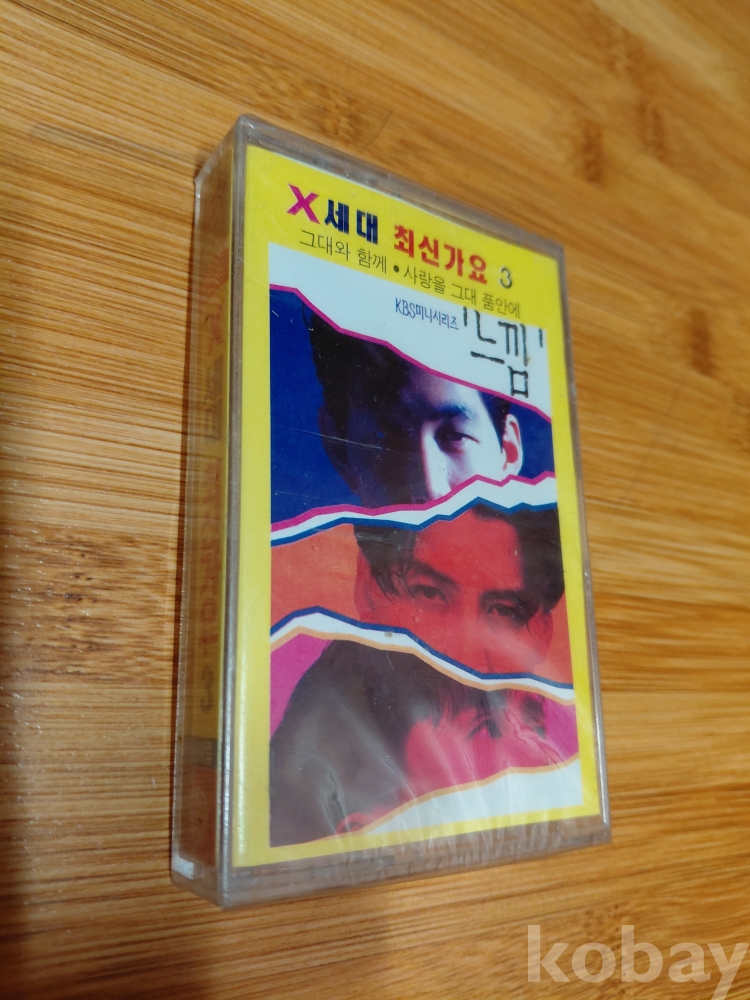 X세대 최신가요 3
그대와 함께 • 사랑을 그대 품안에
KBS미니시리즈 '느낌'
kobay